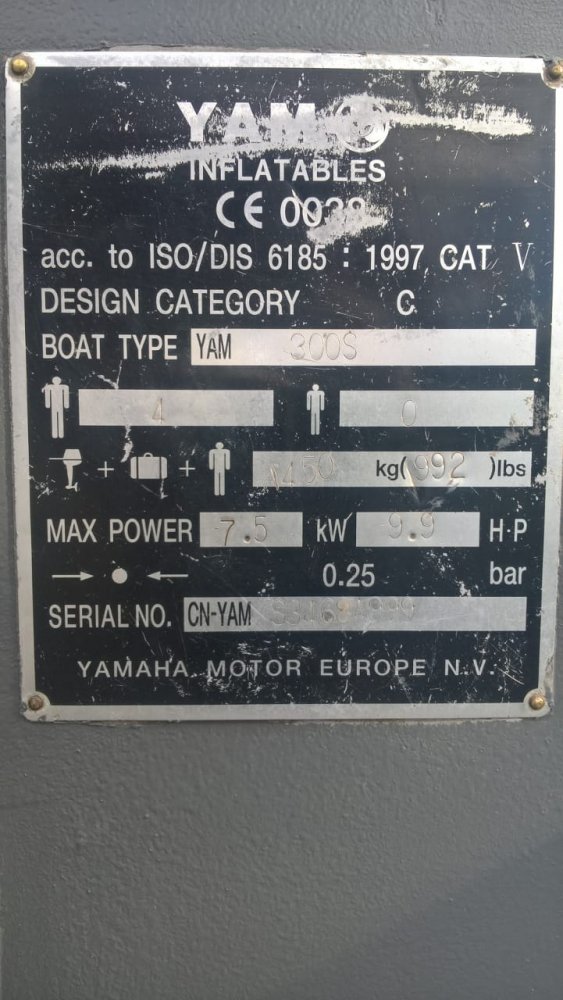 YAM
INFLATABLES
CE 0038
acc. to ISO/DIS 6185 : 1997 CAT V
DESIGN CATEGORY C
BOAT TYPE YAM 300S
4 0
+ + 450 kg( 992 )lbs
MAX POWER 7.5 kW 9.9 H·P
0.25 bar
SERIAL NO. CN-YAM
YAMAHA MOTOR EUROPE N.V.